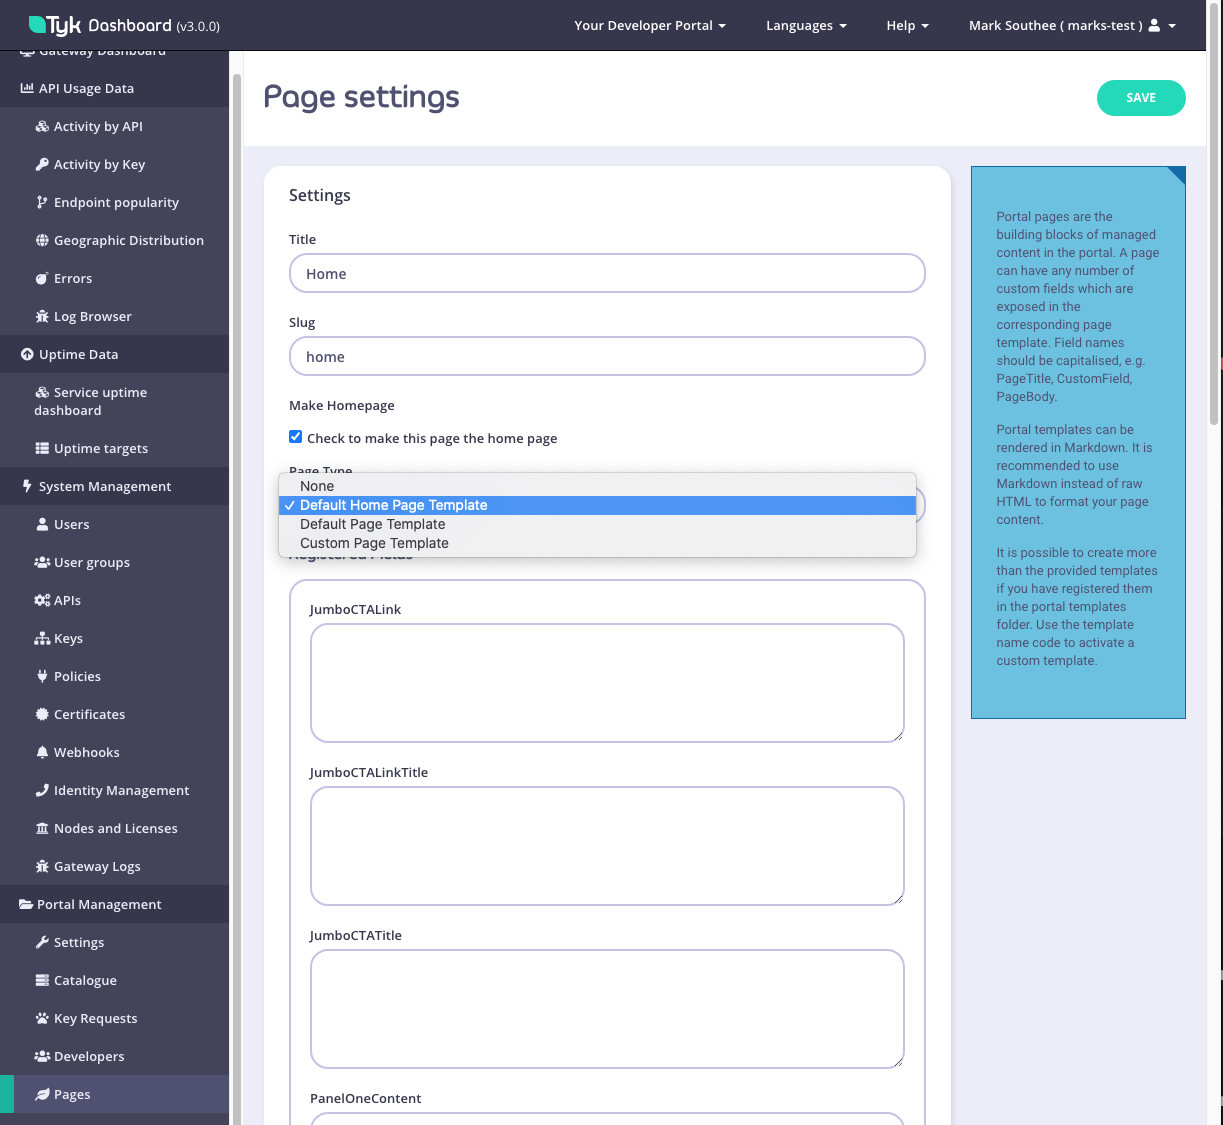 Tyk Dashboard (v3.0.0)
Your Developer Portal
Languages
Help
Mark Southee ( marks-test )
Gateway Dashboard
API Usage Data
Activity by API
Activity by Key
Endpoint popularity
Geographic Distribution
Errors
Log Browser
Uptime Data
Service uptime
dashboard
Uptime targets
System Management
Users
User groups
APIs
Keys
Policies
Certificates
Webhooks
Identity Management
Nodes and Licenses
Gateway Logs
Portal Management
Settings
Catalogue
Key Requests
Developers
Pages
Page settings
SAVE
Settings
Title
Home
Slug
home
Make Homepage
Check to make this page the home page
Page Type
None
✓ Default Home Page Template
Default Page Template
Custom Page Template
Registered Fields
JumboCTALink
JumboCTALinkTitle
JumboCTATitle
PanelOneContent
Portal pages are the
building blocks of managed
content in the portal. A page
can have any number of
custom fields which are
exposed in the
corresponding page
template. Field names
should be capitalised, e.g.
PageTitle, CustomField,
PageBody.
Portal templates can be
rendered in Markdown. It is
recommended to use
Markdown instead of raw
HTML to format your page
content.
It is possible to create more
than the provided templates
if you have registered them
in the portal templates
folder. Use the template
name code to activate a
custom template.